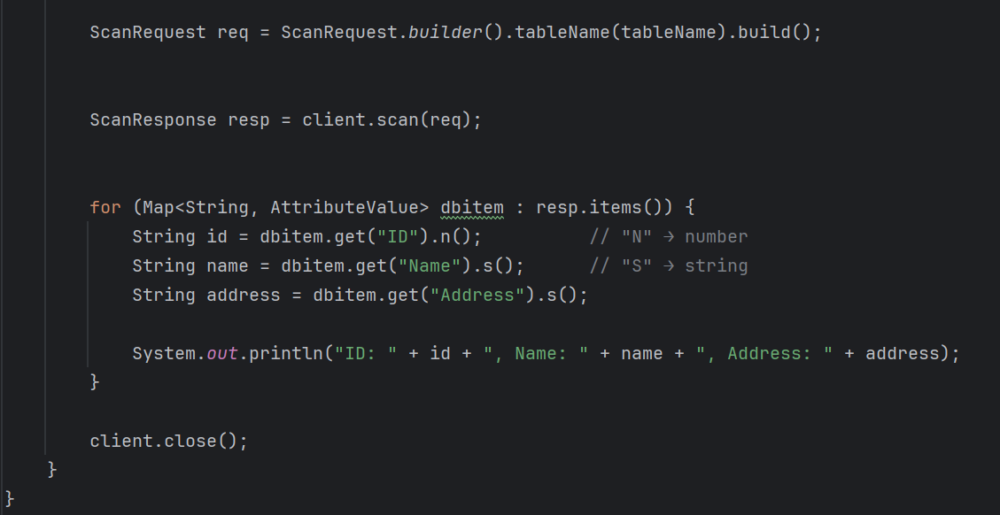 ScanRequest req = ScanRequest.builder().tableName(tableName).build();
ScanResponse resp = client.scan(req);
for (Map<String, AttributeValue> dbitem : resp.items()) {
String id = dbitem.get("ID").n();          // "N" → number
String name = dbitem.get("Name").s();      // "S" → string
String address = dbitem.get("Address").s();
System.out.println("ID: " + id + ", Name: " + name + ", Address: " + address);
}
client.close();
}
}